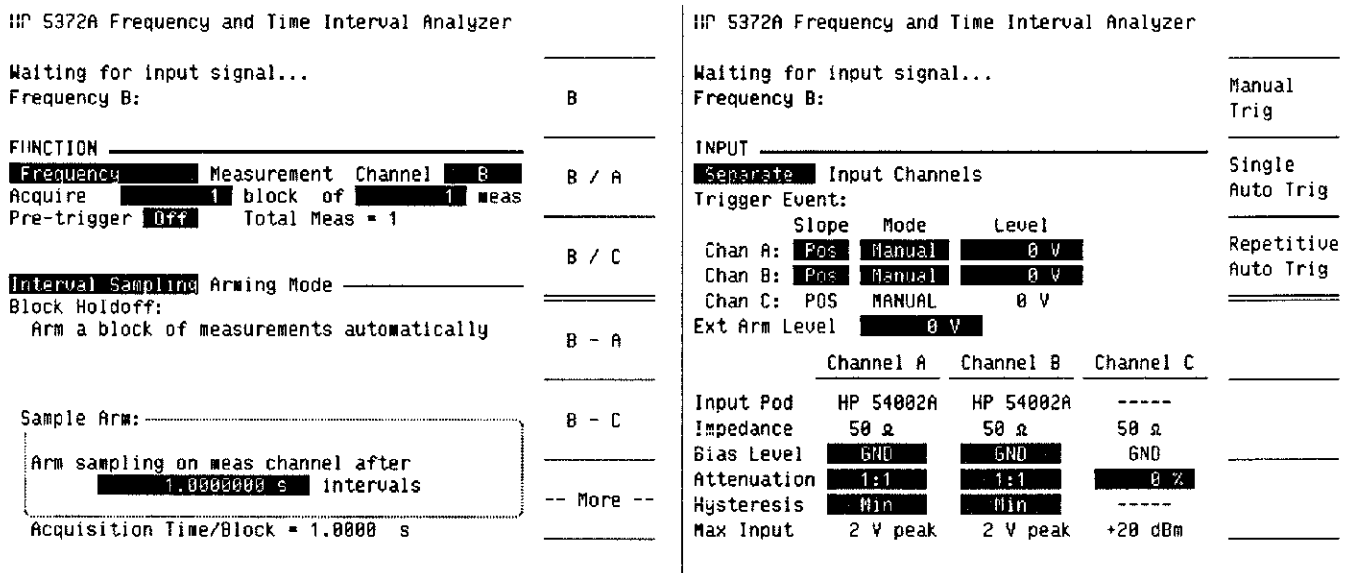 HP 5372A Frequency and Time Interval Analyzer
Waiting for input signal...
Frequency B:
FUNCTION
Frequency Measurement Channel B
Acquire 1 block of 1 meas
Pre-trigger Off Total Meas = 1
Interval Sampling Arming Mode
Block Holdoff:
Arm a block of measurements automatically
Sample Arm:
Arm sampling on meas channel after
1.0000000 s intervals
Acquisition Time/Block = 1.0000 s
B
B / A
B / C
B - A
B - C
-- More --
HP 5372A Frequency and Time Interval Analyzer
Waiting for input signal...
Frequency B:
INPUT
Separate Input Channels
Trigger Event:
Slope Mode Level
Chan A: Pos Manual 0 V
Chan B: Pos Manual 0 V
Chan C: POS MANUAL 0 V
Ext Arm Level 0 V
Channel A Channel B Channel C
Input Pod HP 54002A HP 54002A -----
Impedance 50 Ω 50 Ω 50 Ω
Bias Level GND GND GND
Attenuation 1:1 1:1 0 %
Hysteresis Min Min -----
Max Input 2 V peak 2 V peak +20 dBm
Manual
Trig
Single
Auto Trig
Repetitive
Auto Trig